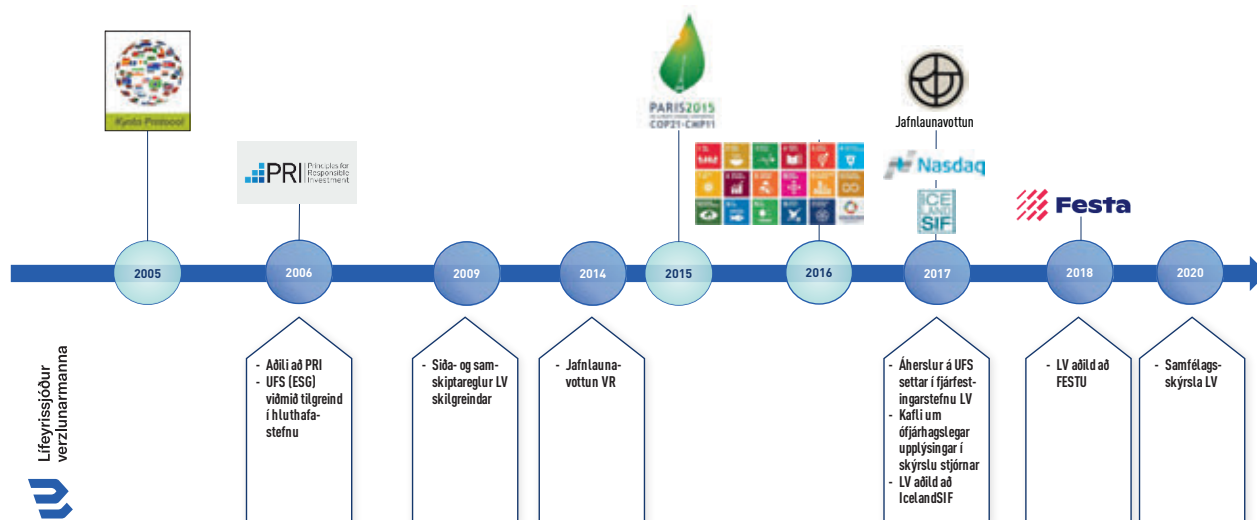 Kyoto Protocol
PRI Principles for
Responsible
Investment
PARIS2015
COP21·CMP11
Jafnlaunavottun
Nasdaq
ICE
LAND
SIF
Festa
2005
2006
2009
2014
2015
2016
2017
2018
2020
Lífeyrissjóður
verzlunarmanna
- Aðili að PRI
- UFS (ESG)
viðmið tilgreind
í hluthafa-
stefnu
- Siða- og sam-
skiptareglur LV
skilgreindar
- Jafnlauna-
vottun VR
- Áherslur á UFS
settar í fjárfest-
ingarstefnu LV
- Kafli um
ófjárhagslegar
upplýsingar í
skýrslu stjórnar
- LV aðild að
IcelandSIF
- LV aðild að
FESTU
- Samfélags-
skýrsla LV